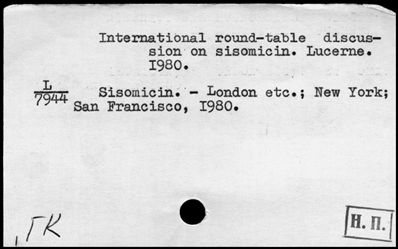 International round-table discus-
sion on sisomicin. Lucerne.
1980.
L
7944
Sisomicin. - London etc.; New York;
San Francisco, 1980.
ГК
Н. П.